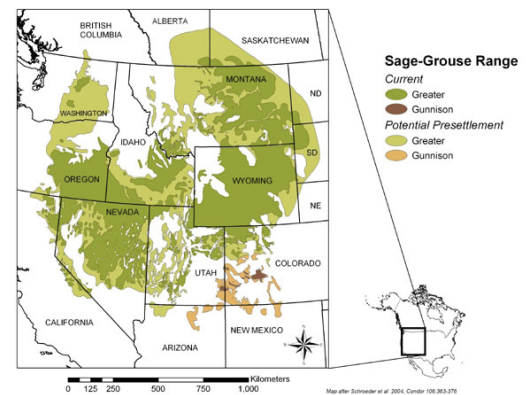 BRITISH
COLUMBIA
ALBERTA
SASKATCHEWAN
MONTANA
ND
WASHINGTON
IDAHO
SD
OREGON
WYOMING
NE
NEVADA
UTAH
COLORADO
CALIFORNIA
ARIZONA
NEW MEXICO
Sage-Grouse Range
Current
Greater
Gunnison
Potential Presettlement
Greater
Gunnison
Kilometers
0 125 250 500 750 1,000
Map after Schroeder et al. 2004, Condor 106:363-376